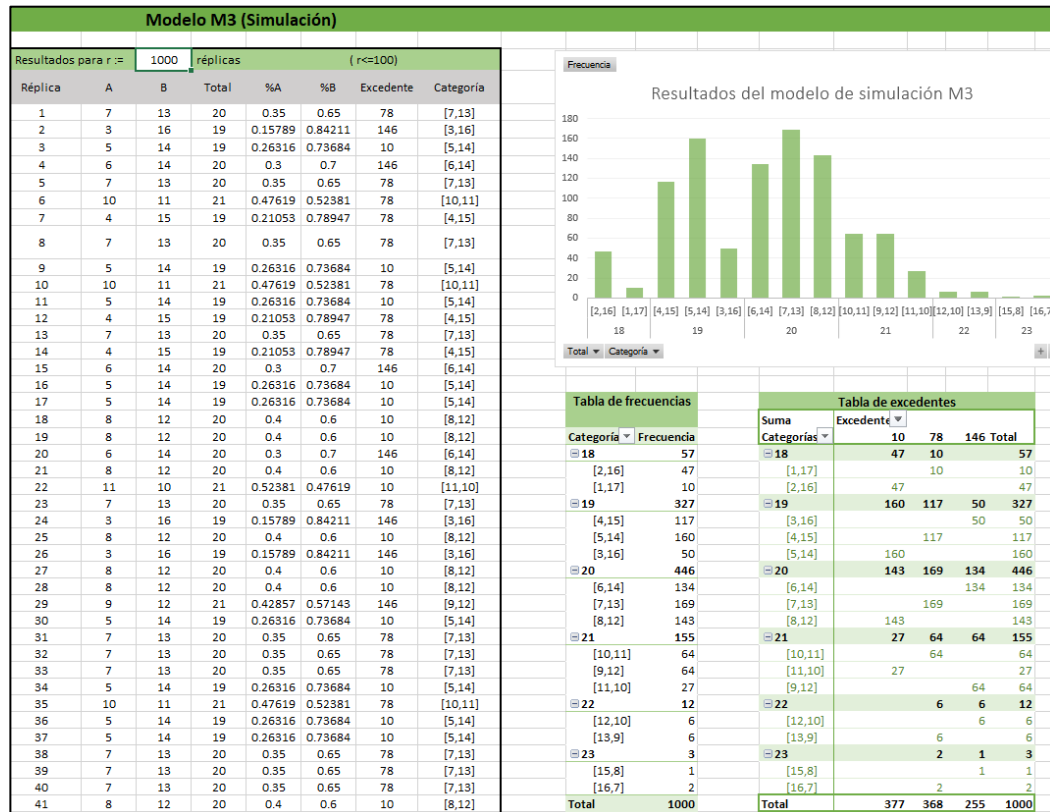 Modelo M3 (Simulación)
Resultados para r := 1000 réplicas ( r<=100)
Réplica A B Total %A %B Excedente Categoría
1 7 13 20 0.35 0.65 78 [7,13]
2 3 16 19 0.15789 0.84211 146 [3,16]
3 5 14 19 0.26316 0.73684 10 [5,14]
4 6 14 20 0.3 0.7 146 [6,14]
5 7 13 20 0.35 0.65 78 [7,13]
6 10 11 21 0.47619 0.52381 78 [10,11]
7 4 15 19 0.21053 0.78947 78 [4,15]
8 7 13 20 0.35 0.65 78 [7,13]
9 5 14 19 0.26316 0.73684 10 [5,14]
10 10 11 21 0.47619 0.52381 78 [10,11]
11 5 14 19 0.26316 0.73684 10 [5,14]
12 4 15 19 0.21053 0.78947 78 [4,15]
13 7 13 20 0.35 0.65 78 [7,13]
14 4 15 19 0.21053 0.78947 78 [4,15]
15 6 14 20 0.3 0.7 146 [6,14]
16 5 14 19 0.26316 0.73684 10 [5,14]
17 5 14 19 0.26316 0.73684 10 [5,14]
18 8 12 20 0.4 0.6 10 [8,12]
19 8 12 20 0.4 0.6 10 [8,12]
20 6 14 20 0.3 0.7 146 [6,14]
21 8 12 20 0.4 0.6 10 [8,12]
22 11 10 21 0.52381 0.47619 10 [11,10]
23 7 13 20 0.35 0.65 78 [7,13]
24 3 16 19 0.15789 0.84211 146 [3,16]
25 8 12 20 0.4 0.6 10 [8,12]
26 3 16 19 0.15789 0.84211 146 [3,16]
27 8 12 20 0.4 0.6 10 [8,12]
28 8 12 20 0.4 0.6 10 [8,12]
29 9 12 21 0.42857 0.57143 146 [9,12]
30 5 14 19 0.26316 0.73684 10 [5,14]
31 7 13 20 0.35 0.65 78 [7,13]
32 7 13 20 0.35 0.65 78 [7,13]
33 7 13 20 0.35 0.65 78 [7,13]
34 5 14 19 0.26316 0.73684 10 [5,14]
35 10 11 21 0.47619 0.52381 78 [10,11]
36 5 14 19 0.26316 0.73684 10 [5,14]
37 5 14 19 0.26316 0.73684 10 [5,14]
38 7 13 20 0.35 0.65 78 [7,13]
39 7 13 20 0.35 0.65 78 [7,13]
40 7 13 20 0.35 0.65 78 [7,13]
41 8 12 20 0.4 0.6 10 [8,12]
Frecuencia
Resultados del modelo de simulación M3
180
160
140
120
100
80
60
40
20
0
[2,16] [1,17] [4,15] [5,14] [3,16] [6,14] [7,13] [8,12] [10,11] [9,12] [11,10] [12,10] [13,9] [15,8] [16,7
18 19 20 21 22 23
Total Categoría +
Tabla de frecuencias
Categoría Frecuencia
18 57
[2,16] 47
[1,17] 10
19 327
[4,15] 117
[5,14] 160
[3,16] 50
20 446
[6,14] 134
[7,13] 169
[8,12] 143
21 155
[10,11] 64
[9,12] 64
[11,10] 27
22 12
[12,10] 6
[13,9] 6
23 3
[15,8] 1
[16,7] 2
Total 1000
Tabla de excedentes
Suma Excedente
Categorías 10 78 146 Total
18 47 10 57
[1,17] 10 10
[2,16] 47 47
19 160 117 50 327
[3,16] 50 50
[4,15] 117 117
[5,14] 160 160
20 143 169 134 446
[6,14] 134 134
[7,13] 169 169
[8,12] 143 143
21 27 64 64 155
[10,11] 64 64
[11,10] 27 27
[9,12] 64 64
22 6 6 12
[12,10] 6 6
[13,9] 6 6
23 2 1 3
[15,8] 1 1
[16,7] 2 2
Total 377 368 255 1000